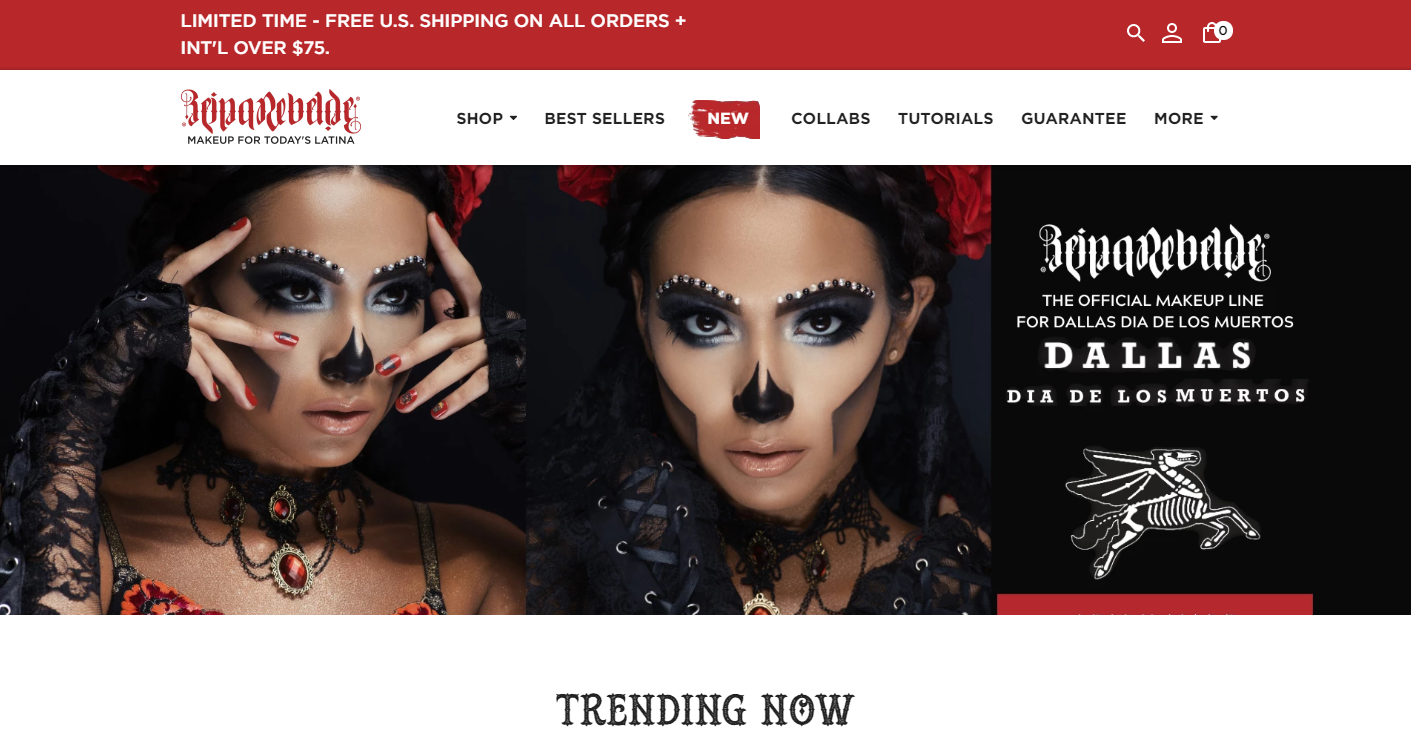 LIMITED TIME - FREE U.S. SHIPPING ON ALL ORDERS +
INT'L OVER $75.
0
ReinaRebelde
MAKEUP FOR TODAY'S LATINA
SHOP BEST SELLERS NEW COLLABS TUTORIALS GUARANTEE MORE
ReinaRebelde
THE OFFICIAL MAKEUP LINE
FOR DALLAS DIA DE LOS MUERTOS
DALLAS
DIA DE LOS MUERTOS
TRENDING NOW